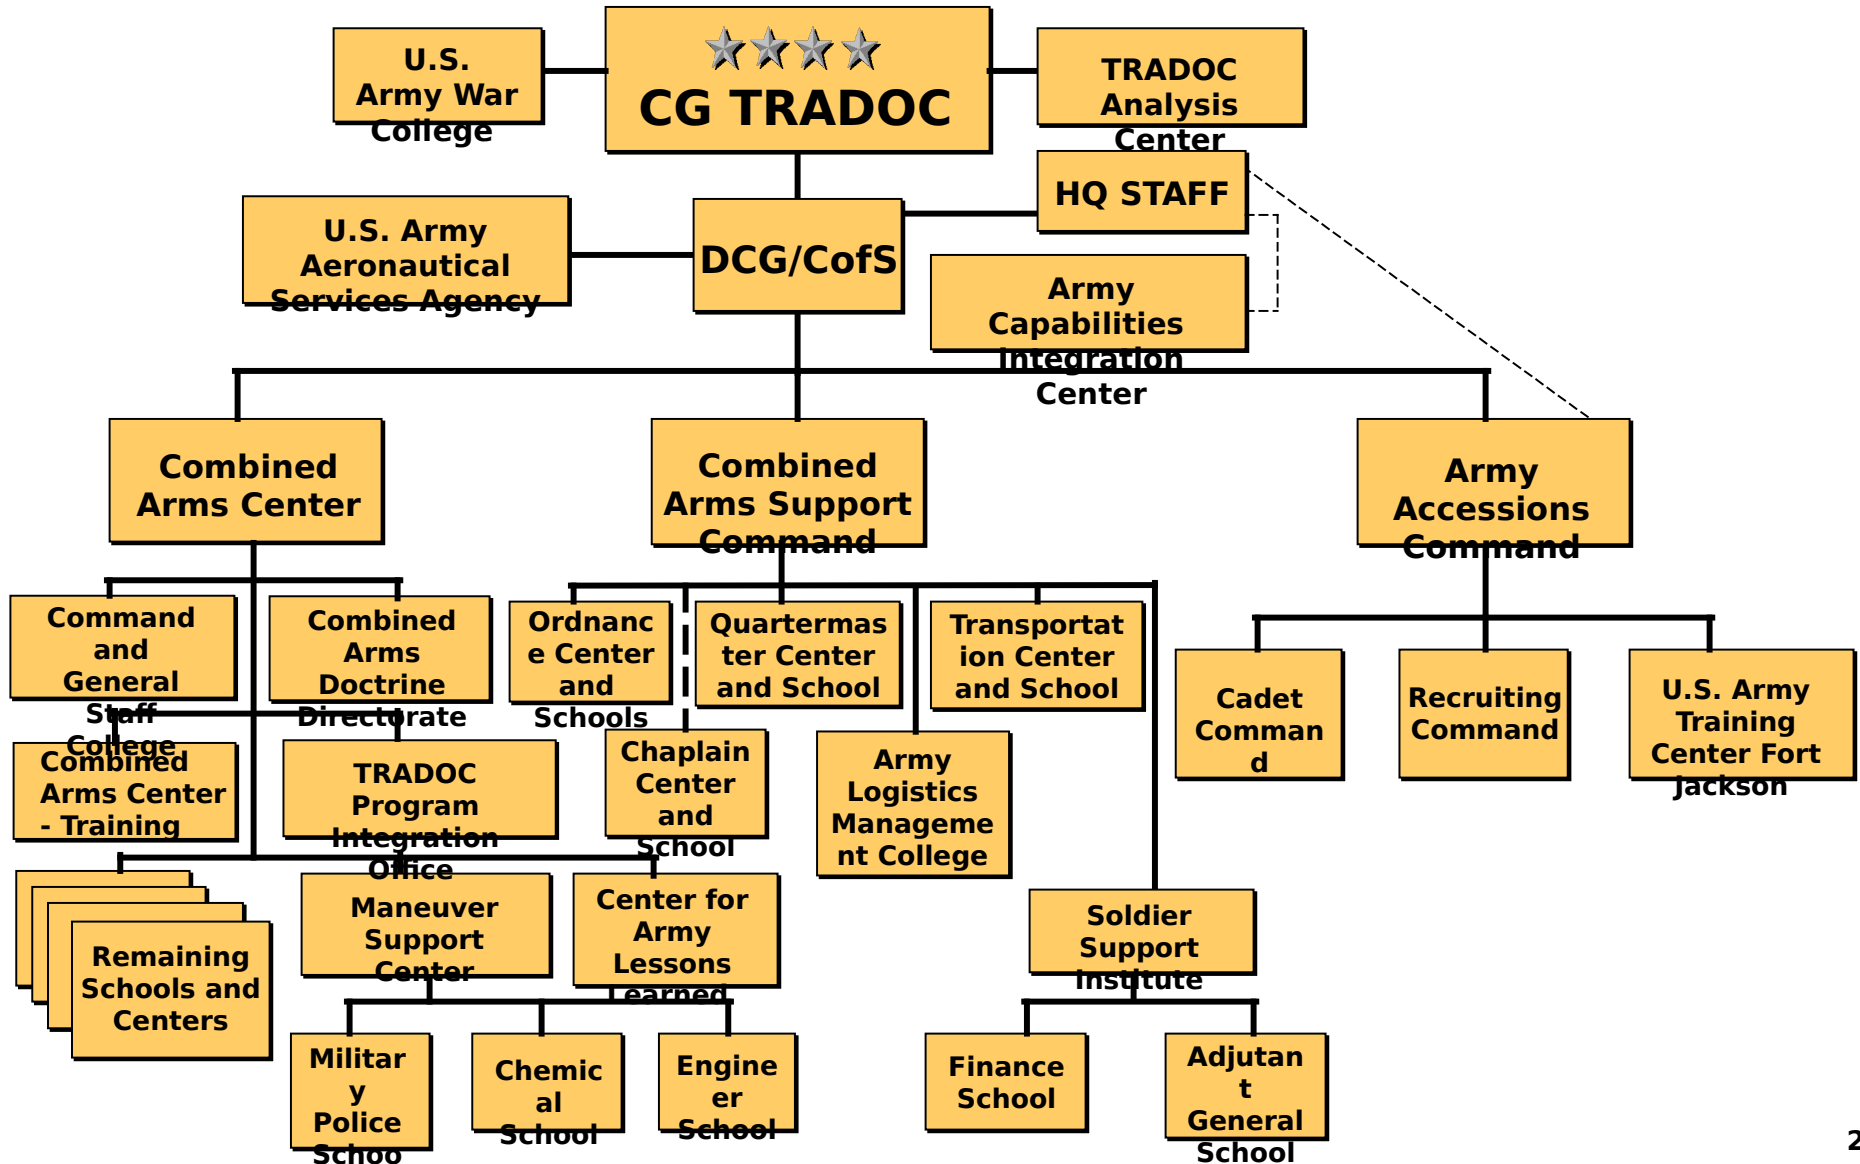 U.S.
Army War
College
CG TRADOC
TRADOC
Analysis
Center
HQ STAFF
U.S. Army
Aeronautical
Services Agency
DCG/CofS
Army
Capabilities
Integration
Center
Combined
Arms Center
Combined
Arms Support
Command
Army
Accessions
Command
Command
and
General
Staff
College
Combined
Arms
Doctrine
Directorate
Ordnanc
e Center
and
Schools
Quartermas
ter Center
and School
Transportat
ion Center
and School
Cadet
Comman
d
Recruiting
Command
U.S. Army
Training
Center Fort
Jackson
Combined
Arms Center
- Training
TRADOC
Program
Integration
Office
Chaplain
Center
and
School
Army
Logistics
Manageme
nt College
Remaining
Schools and
Centers
Maneuver
Support
Center
Center for
Army
Lessons
Learned
Soldier
Support
Institute
Militar
y
Police
Schoo
Chemic
al
School
Engine
er
School
Finance
School
Adjutan
t
General
School
2